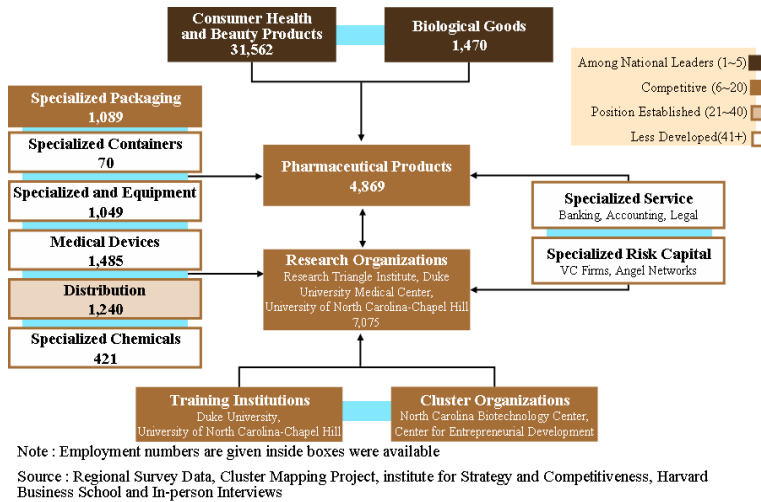 Consumer Health
and Beauty Products
31,562
Biological Goods
1,470
Among National Leaders (1~5)
Competitive (6~20)
Position Established (21~40)
Less Developed(41+)
Specialized Packaging
1,089
Specialized Containers
70
Specialized and Equipment
1,049
Medical Devices
1,485
Distribution
1,240
Specialized Chemicals
421
Pharmaceutical Products
4,869
Research Organizations
Research Triangle Institute, Duke
University Medical Center,
University of North Carolina-Chapel Hill
7,075
Specialized Service
Banking, Accounting, Legal
Specialized Risk Capital
VC Firms, Angel Networks
Training Institutions
Duke University,
University of North Carolina-Chapel Hill
Cluster Organizations
North Carolina Biotechnology Center,
Center for Entrepreneurial Development
Note : Employment numbers are given inside boxes were available
Source : Regional Survey Data, Cluster Mapping Project, institute for Strategy and Competitiveness, Harvard
Business School and In-person Interviews